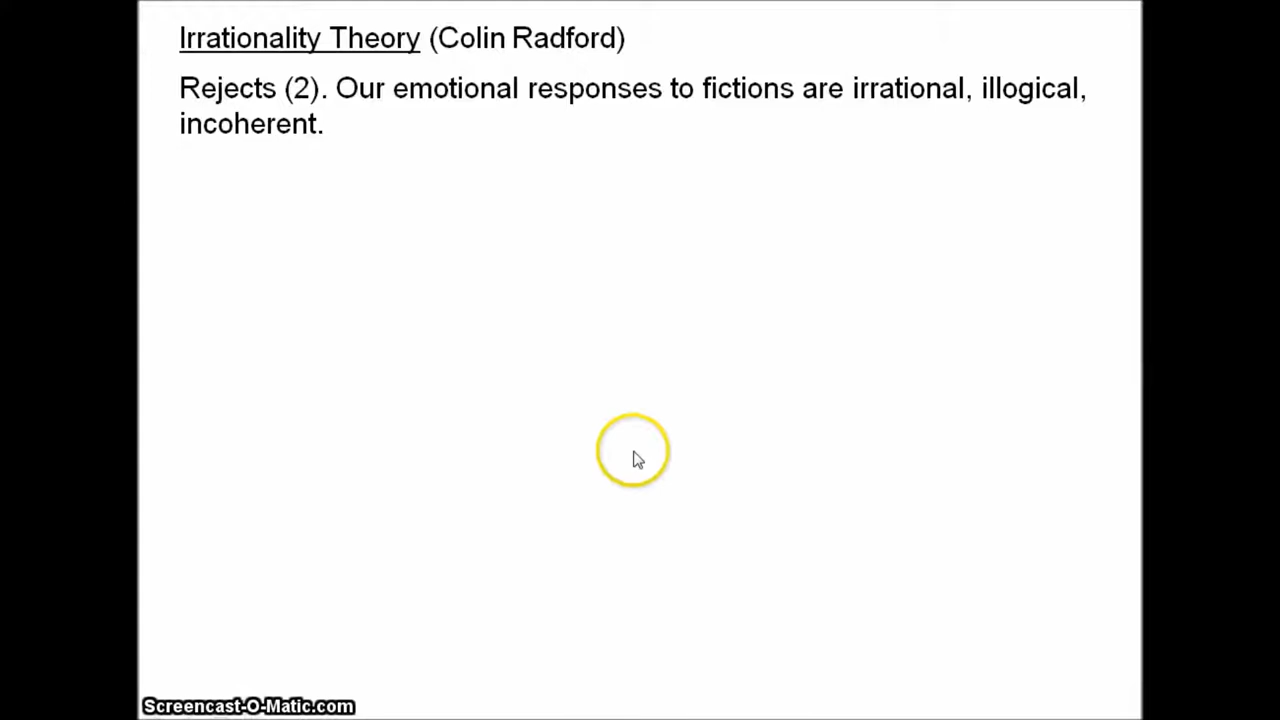 Irrationality Theory (Colin Radford)
Rejects (2). Our emotional responses to fictions are irrational, illogical,
incoherent.
Screencast-O-Matic.com